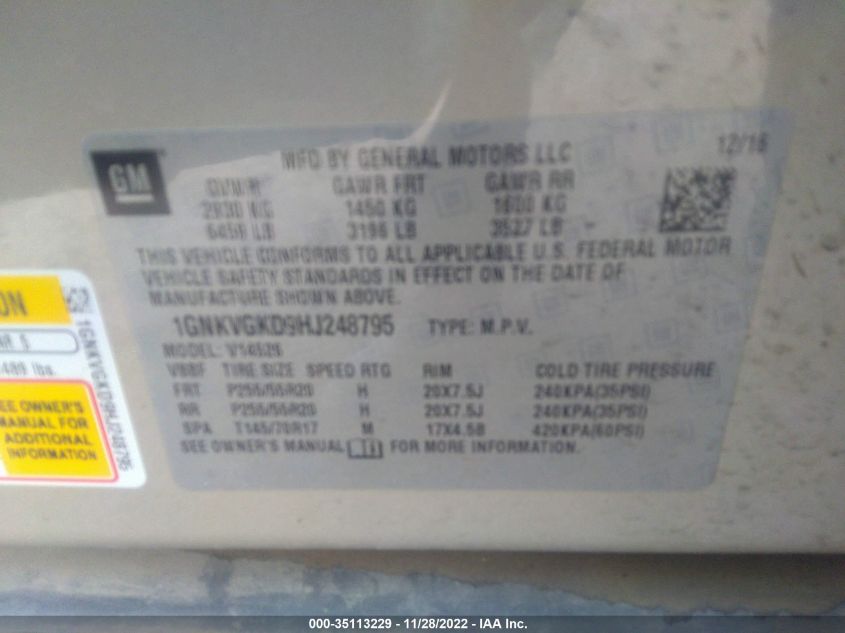 GM
MFD BY GENERAL MOTORS LLC
12/16
GVWR GAWR FRT GAWR RR
2930 KG 1450 KG 1600 KG
6459 LB 3196 LB 3527 LB
THIS VEHICLE CONFORMS TO ALL APPLICABLE U.S. FEDERAL MOTOR
VEHICLE SAFETY STANDARDS IN EFFECT ON THE DATE OF
MANUFACTURE SHOWN ABOVE.
1GNKVGKD9HJ248795 TYPE: M.P.V.
MODEL: V14526
TIRE SIZE SPEED RTG RIM COLD TIRE PRESSURE
FRT P255/55R20 H 20X7.5J 240KPA(35PSI)
RR P255/55R20 H 20X7.5J 240KPA(35PSI)
SPA T145/70R17 M 17X4.5B 420KPA(60PSI)
SEE OWNER'S MANUAL FOR MORE INFORMATION.
ON
SEE OWNER'S
MANUAL FOR
ADDITIONAL
INFORMATION
1GNKVGKD9HJ248795
000-35113229 - 11/28/2022 - IAA Inc.